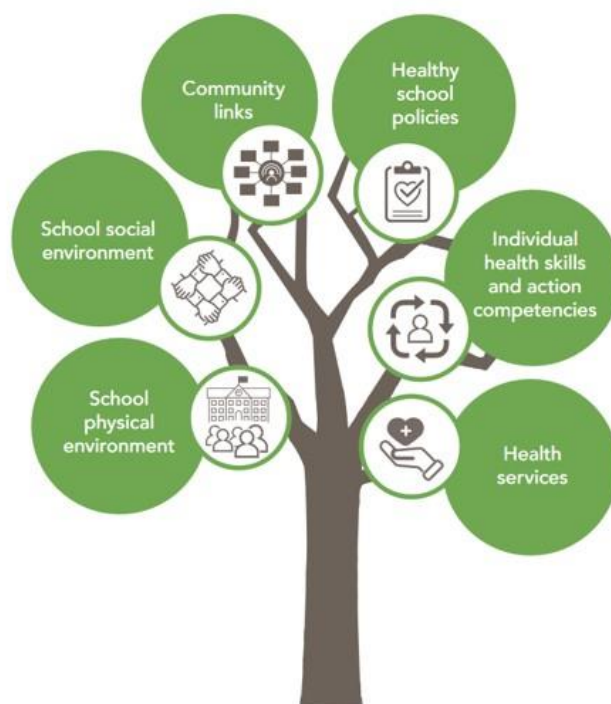 Community
links
Healthy
school
policies
School social
environment
Individual
health skills
and action
competencies
School
physical
environment
Health
services